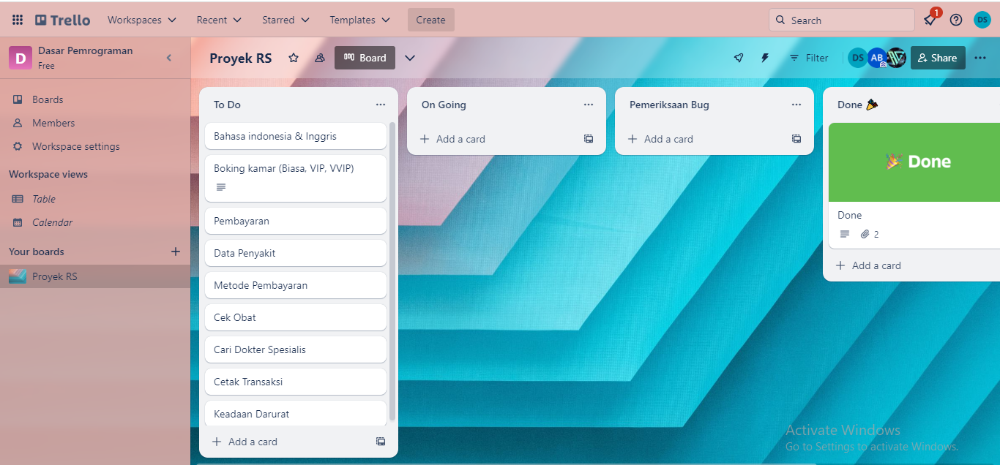 Trello Workspaces Recent Starred Templates Create Search 1 DS
D Dasar Pemrograman
Free
Boards
Members
Workspace settings
Workspace views
Table
Calendar
Your boards
Proyek RS
Proyek RS Board Filter DS AB Share
To Do
Bahasa indonesia & Inggris
Boking kamar (Biasa, VIP, VVIP)
Pembayaran
Data Penyakit
Metode Pembayaran
Cek Obat
Cari Dokter Spesialis
Cetak Transaksi
Keadaan Darurat
Add a card
On Going
Add a card
Pemeriksaan Bug
Add a card
Done 🎉
🎉 Done
Done
2
Add a card
Activate Windows
Go to Settings to activate Windows.